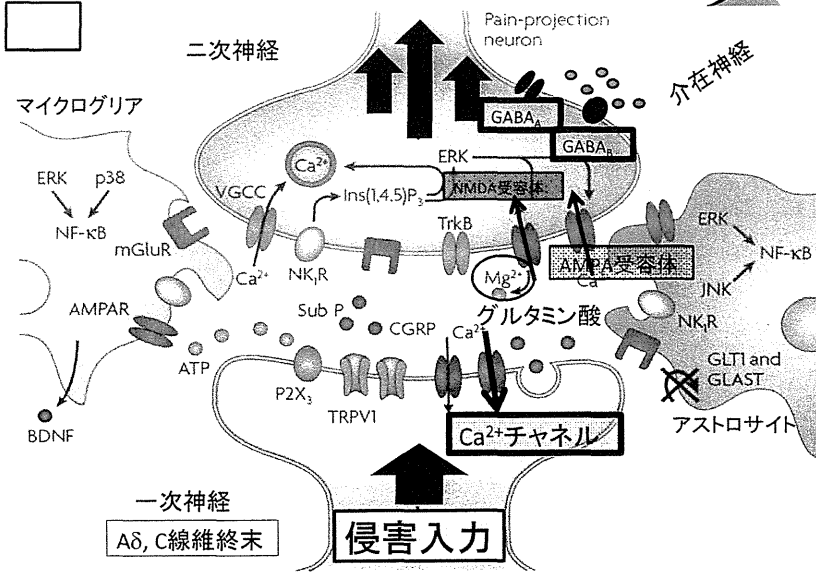 Pain-projection
neuron
二次神経
介在神経
マイクログリア
GABAA
GABAB
Ca²⁺
ERK
ERK p38
VGCC
Ins(1,4,5)P₃
NMDA受容体
NF-κB
mGluR
TrkB
ERK
NF-κB
Ca²⁺
NK₁R
Mg²⁺
AMPA受容体
Ca
JNK
AMPAR
Sub P
グルタミン酸
NK₁R
CGRP
Ca²⁺
ATP
P2X₃
TRPV1
GLT1 and
GLAST
BDNF
Ca²⁺チャネル
アストロサイト
一次神経
Aδ, C線維終末
侵害入力